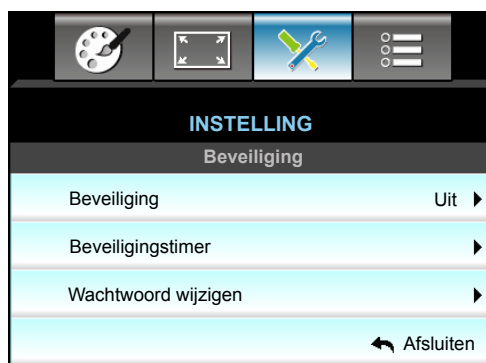 INSTELLING
Beveiliging
Beveiliging Uit
Beveiligingstimer
Wachtwoord wijzigen
Afsluiten